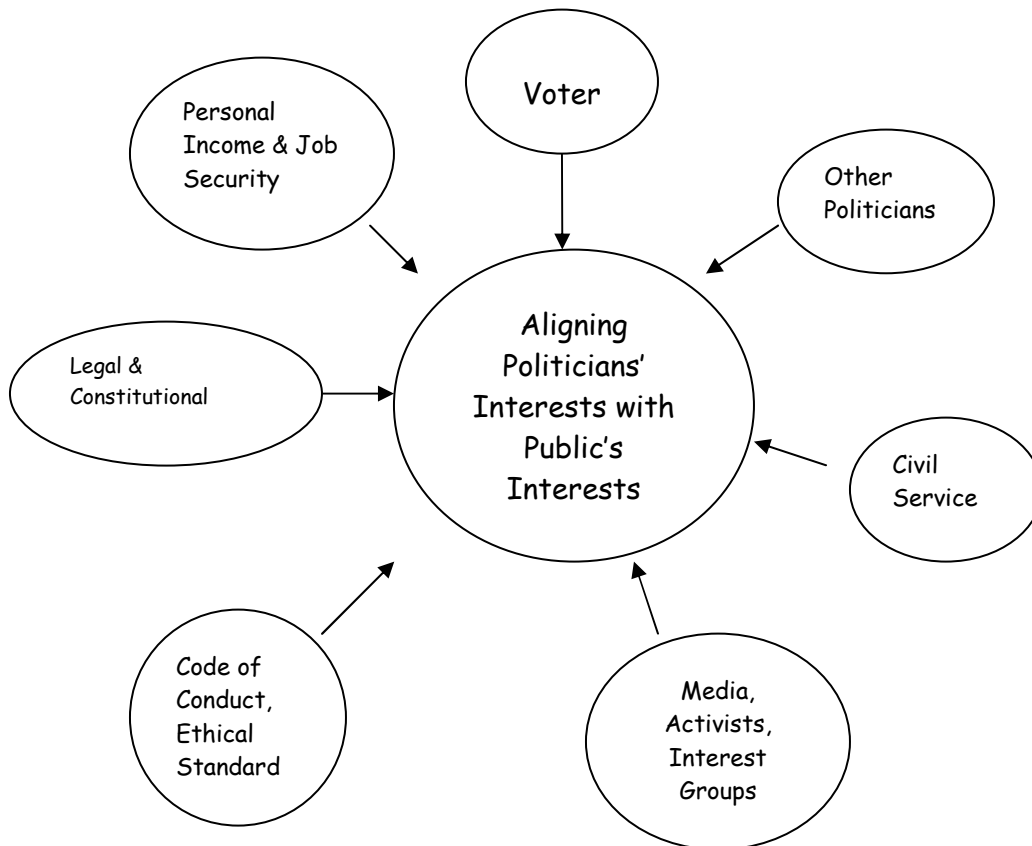 Voter
Personal
Income & Job
Security
Other
Politicians
Aligning
Politicians’
Interests with
Public’s
Interests
Legal &
Constitutional
Civil
Service
Code of
Conduct,
Ethical
Standard
Media,
Activists,
Interest
Groups